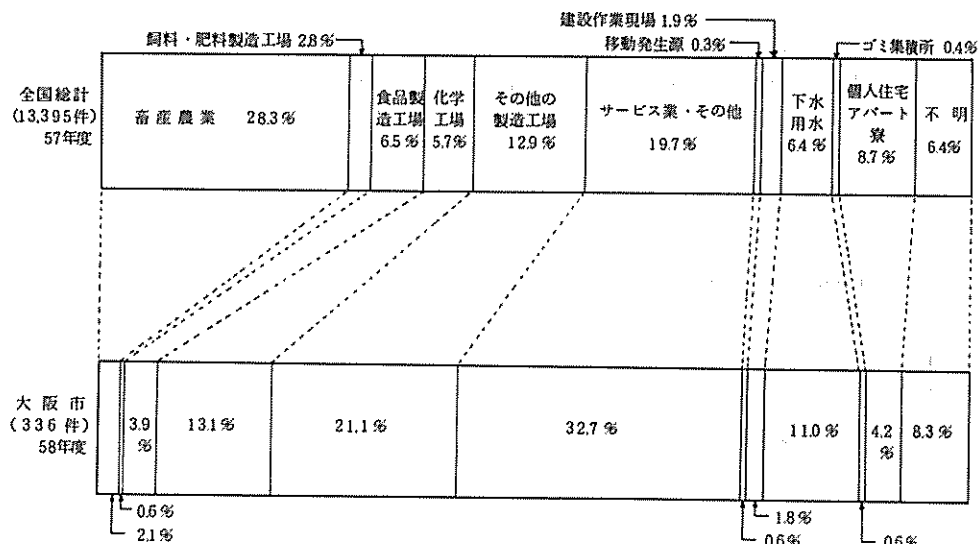 建設作業現場 1.9%
飼料・肥料製造工場 2.8%
移動発生源 0.3%
ゴミ集積所 0.4%
全国総計
(13,395件)
57年度
畜産農業 28.3%
食品製
造工場
6.5%
化学
工場
5.7%
その他の
製造工場
12.9%
サービス業・その他
19.7%
下水
用水
6.4%
個人住宅
アパート
寮
8.7%
不明
6.4%
大阪市
(336件)
58年度
3.9
%
13.1%
21.1%
32.7%
11.0%
4.2
%
8.3%
0.6%
2.1%
1.8%
0.6%
0.6%